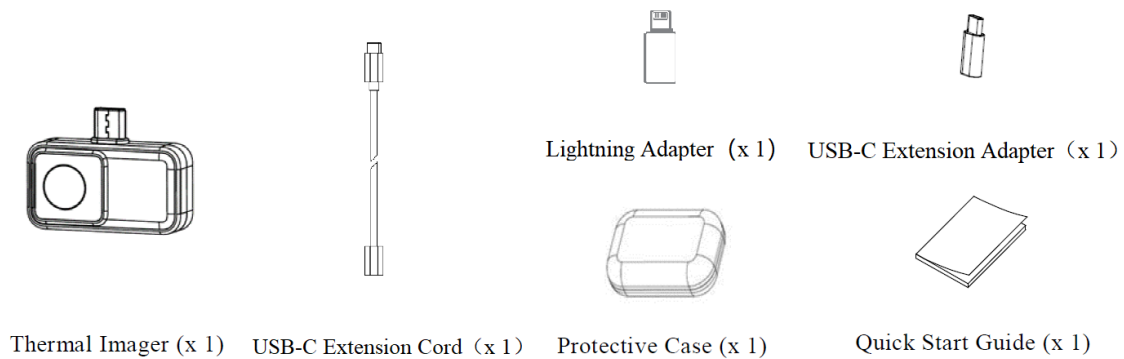 Lightning Adapter (x 1)
USB-C Extension Adapter（x 1）
Thermal Imager (x 1)
USB-C Extension Cord（x 1）
Protective Case (x 1)
Quick Start Guide (x 1)